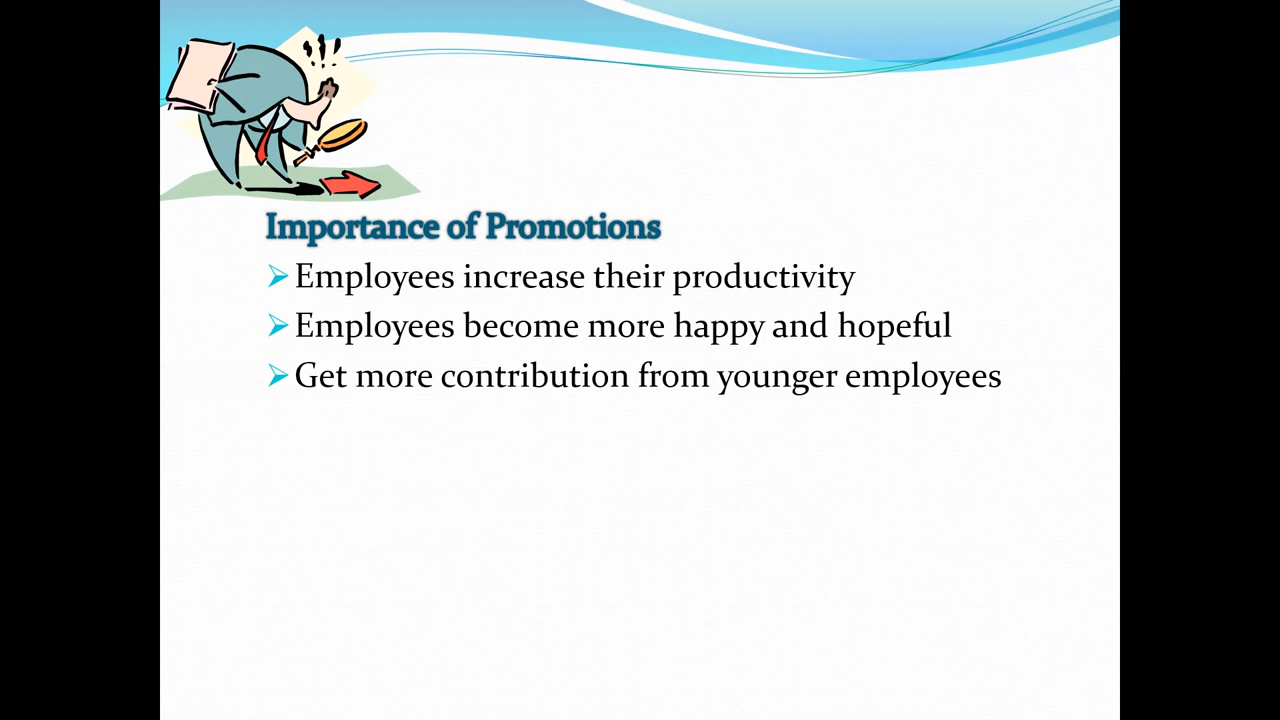 Importance of Promotions
Employees increase their productivity
Employees become more happy and hopeful
Get more contribution from younger employees